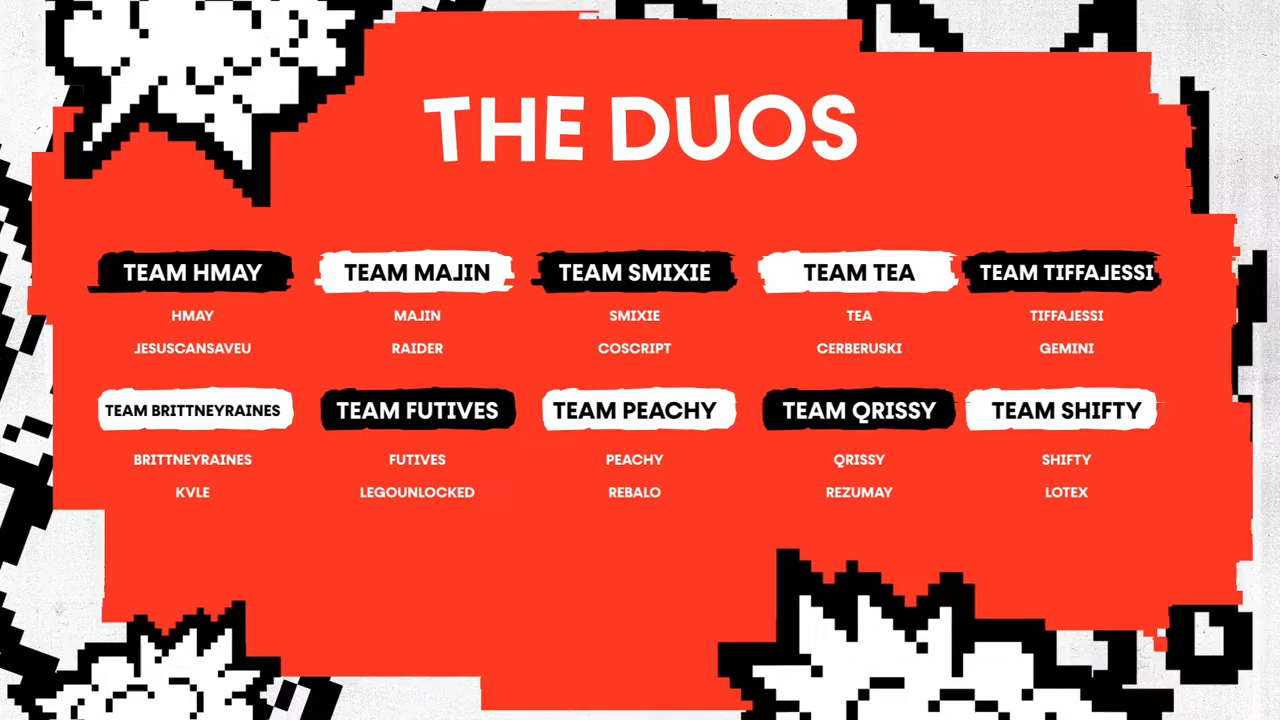 THE DUOS
TEAM HMAY
HMAY
JESUSCANSAVEU
TEAM MAJIN
MAJIN
RAIDER
TEAM SMIXIE
SMIXIE
COSCRIPT
TEAM TEA
TEA
CERBERUSKI
TEAM TIFFAJESSI
TIFFAJESSI
GEMINI
TEAM BRITTNEYRAINES
BRITTNEYRAINES
KVLE
TEAM FUTIVES
FUTIVES
LEGOUNLOCKED
TEAM PEACHY
PEACHY
REBALO
TEAM QRISSY
QRISSY
REZUMAY
TEAM SHIFTY
SHIFTY
LOTEX